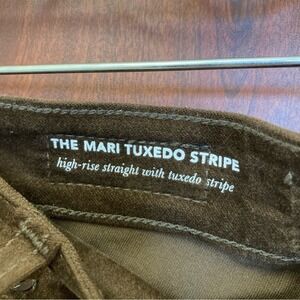 THE MARI TUXEDO STRIPE
high-rise straight with tuxedo stripe